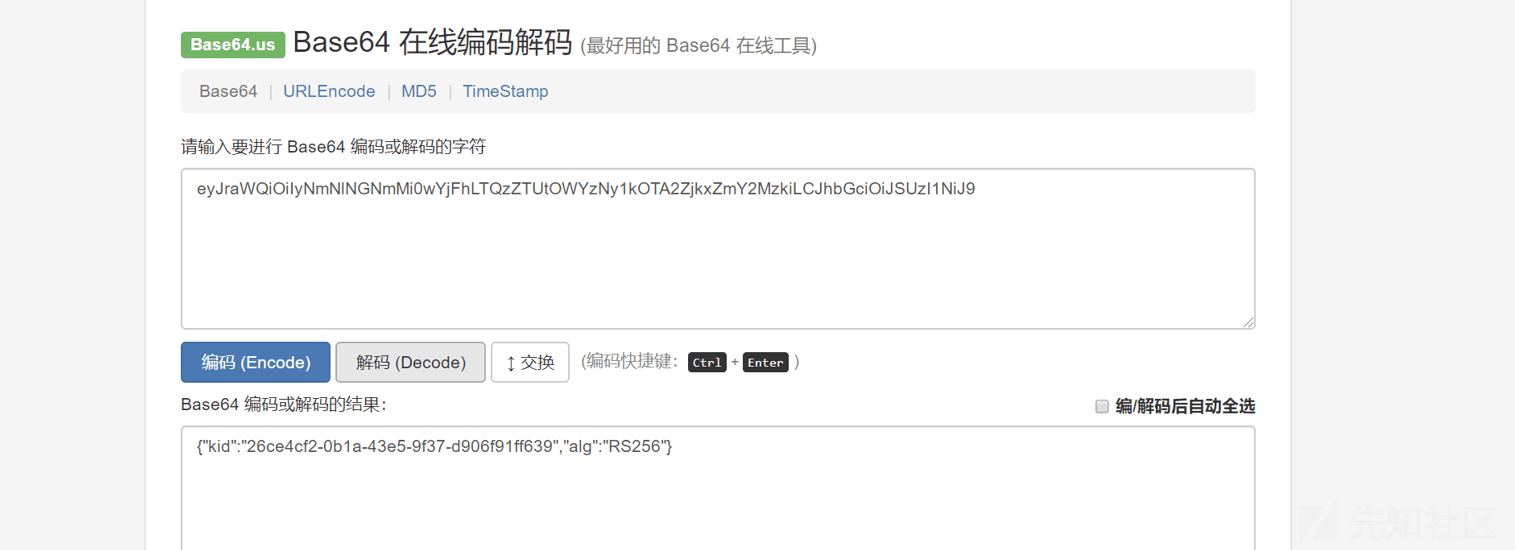 Base64.us Base64 在线编码解码 (最好用的 Base64 在线工具)
Base64 | URLEncode | MD5 | TimeStamp
请输入要进行 Base64 编码或解码的字符
eyJraWQiOiIyNmNlNGNmMi0wYjFhLTQzZTUtOWYzNy1kOTA2ZjkxZmY2MzkiLCJhbGciOiJSUzI1NiJ9
编码 (Encode) 解码 (Decode) ↕ 交换 (编码快捷键: Ctrl + Enter )
Base64 编码或解码的结果: 编/解码后自动全选
{"kid":"26ce4cf2-0b1a-43e5-9f37-d906f91ff639","alg":"RS256"}
先知社区